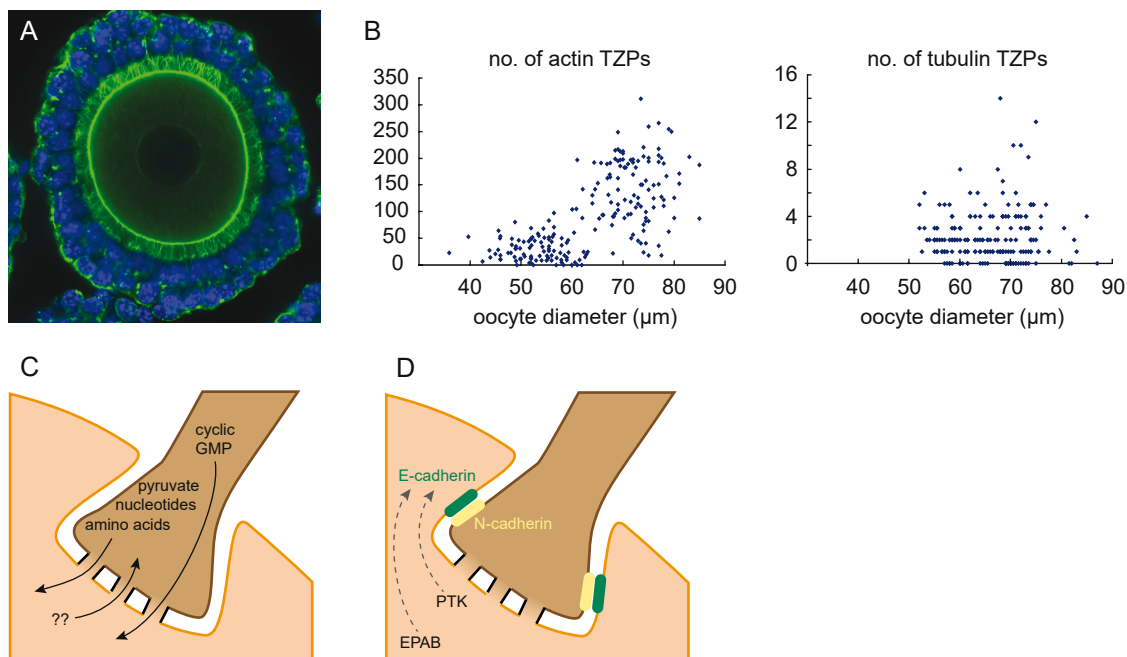 A
B
no. of actin TZPs
350
300
250
200
150
100
50
0
40 50 60 70 80 90
oocyte diameter (µm)
no. of tubulin TZPs
16
12
8
4
0
40 50 60 70 80 90
oocyte diameter (µm)
C
cyclic
GMP
pyruvate
nucleotides
amino acids
??
D
E-cadherin
N-cadherin
PTK
EPAB